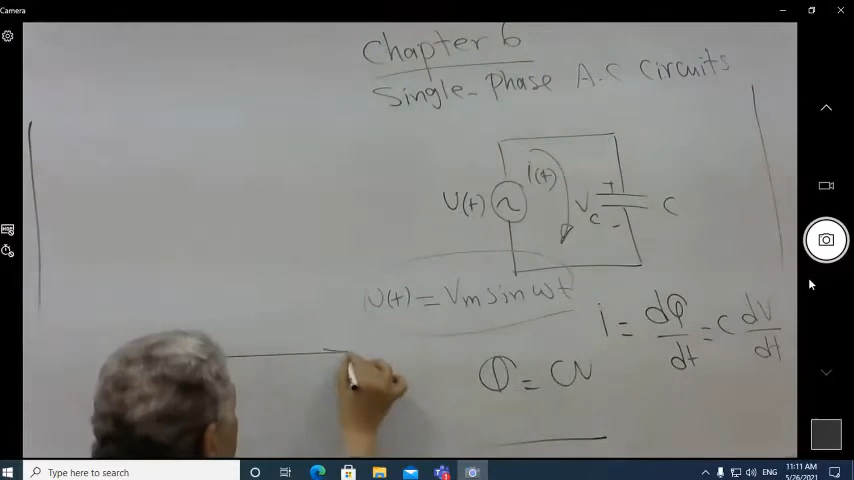 Camera
Chapter 6
Single-Phase A.C Circuits
i(t)
υ(t)
V_c
+
-
C
υ(t) = Vm sin ωt
i = dφ/dt = C dV/dt
φ = CV
Type here to search
ENG
11:11 AM
5/26/2021